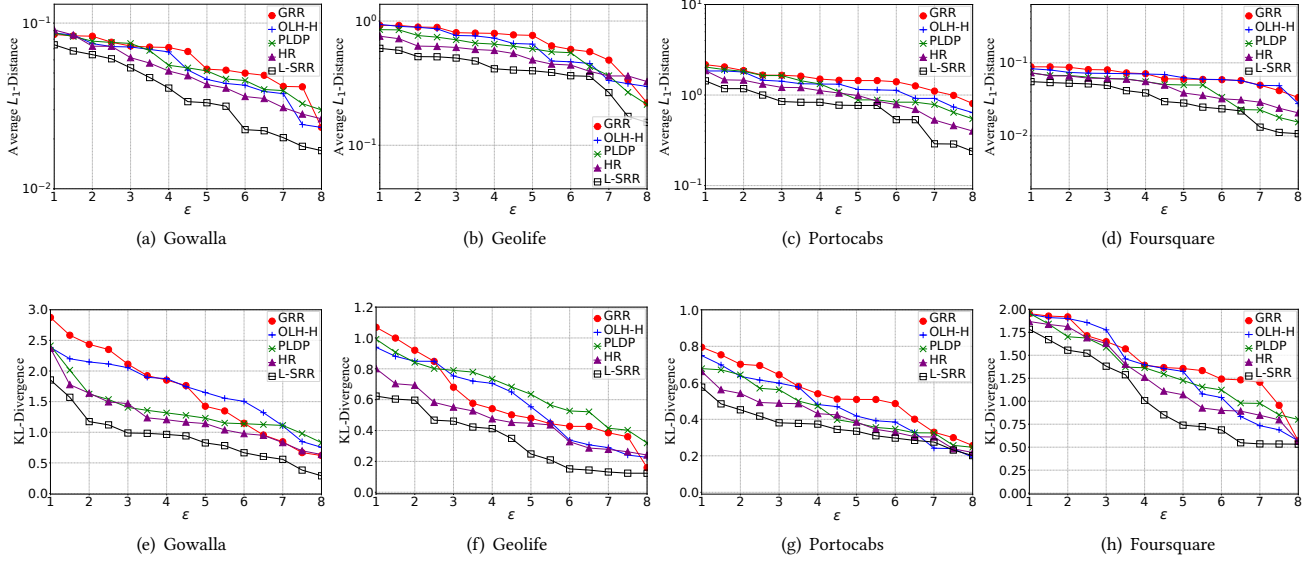 10⁻¹
10⁻²
Average L₁-Distance
1 2 3 4 5 6 7 8
ε
GRR
OLH-H
PLDP
HR
L-SRR
(a) Gowalla
10⁰
10⁻¹
Average L₁-Distance
1 2 3 4 5 6 7 8
ε
GRR
OLH-H
PLDP
HR
L-SRR
(b) Geolife
10¹
10⁰
10⁻¹
Average L₁-Distance
1 2 3 4 5 6 7 8
ε
GRR
OLH-H
PLDP
HR
L-SRR
(c) Portocabs
10⁻¹
10⁻²
Average L₁-Distance
1 2 3 4 5 6 7 8
ε
GRR
OLH-H
PLDP
HR
L-SRR
(d) Foursquare
3.0
2.5
2.0
1.5
1.0
0.5
0.0
KL-Divergence
1 2 3 4 5 6 7 8
ε
GRR
OLH-H
PLDP
HR
L-SRR
(e) Gowalla
1.2
1.0
0.8
0.6
0.4
0.2
0.0
KL-Divergence
1 2 3 4 5 6 7 8
ε
GRR
OLH-H
PLDP
HR
L-SRR
(f) Geolife
1.0
0.8
0.6
0.4
0.2
0.0
KL-Divergence
1 2 3 4 5 6 7 8
ε
GRR
OLH-H
PLDP
HR
L-SRR
(g) Portocabs
2.00
1.75
1.50
1.25
1.00
0.75
0.50
0.25
0.00
KL-Divergence
1 2 3 4 5 6 7 8
ε
GRR
OLH-H
PLDP
HR
L-SRR
(h) Foursquare